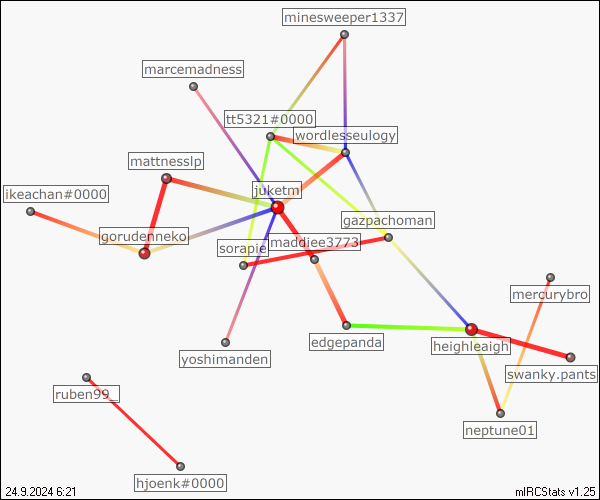 minesweeper1337
marcemadness
tt5321#0000
wordlesseulogy
mattnesslp
ikeachan#0000
juketm
gazpachoman
gorudenneko
sorapie
maddiee3773
mercurybro
edgepanda
heighleaigh
yoshimanden
swanky.pants
ruben99_
neptune01
hjoenk#0000
24.9.2024 6:21
mIRCStats v1.25